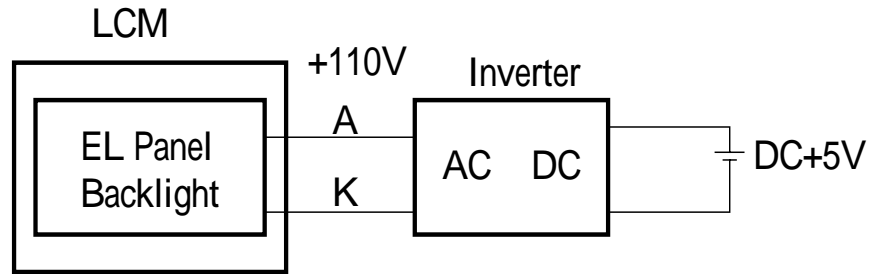 LCM
+110V
Inverter
A
EL Panel
Backlight
AC DC
DC+5V
K